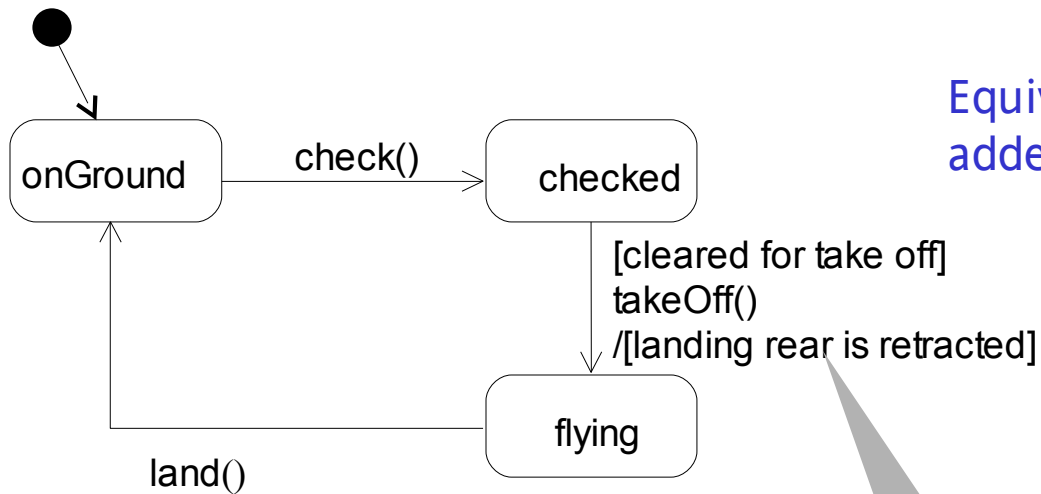 Equiv
adde
onGround
check()
checked
[cleared for take off]
takeOff()
/[landing rear is retracted]
flying
land()